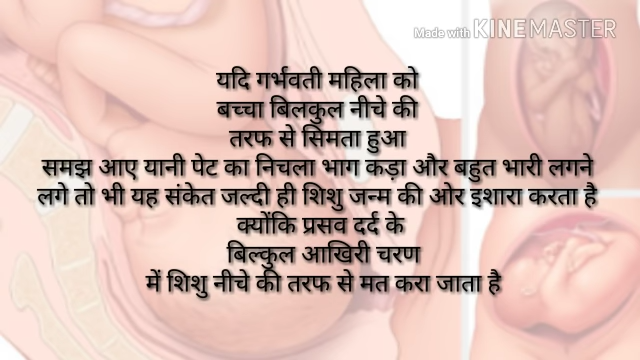 Made with KINEMASTER
यदि गर्भवती महिला को
बच्चा बिलकुल नीचे की
तरफ से सिमता हुआ
समझ आए यानी पेट का निचला भाग कड़ा और बहुत भारी लगने
लगे तो भी यह संकेत जल्दी ही शिशु जन्म की ओर इशारा करता है
क्योंकि प्रसव दर्द के
बिल्कुल आखिरी चरण
में शिशु नीचे की तरफ से मत करा जाता है